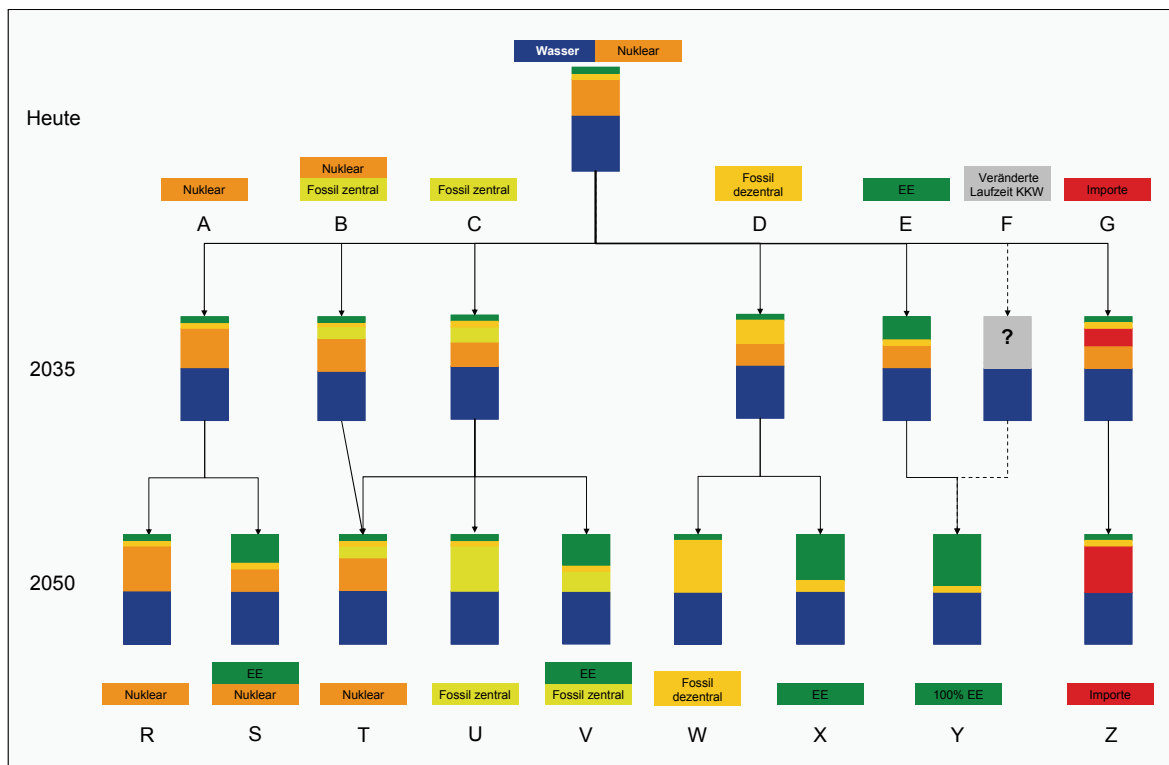 Wasser Nuklear
Heute
Nuklear
Nuklear
Fossil zentral
Fossil zentral
Fossil
dezentral
EE
Veränderte
Laufzeit KKW
Importe
A B C D E F G
?
2035
2050
Nuklear
EE
Nuklear
Nuklear
Fossil zentral
EE
Fossil zentral
Fossil
dezentral
EE
100% EE
Importe
R S T U V W X Y Z